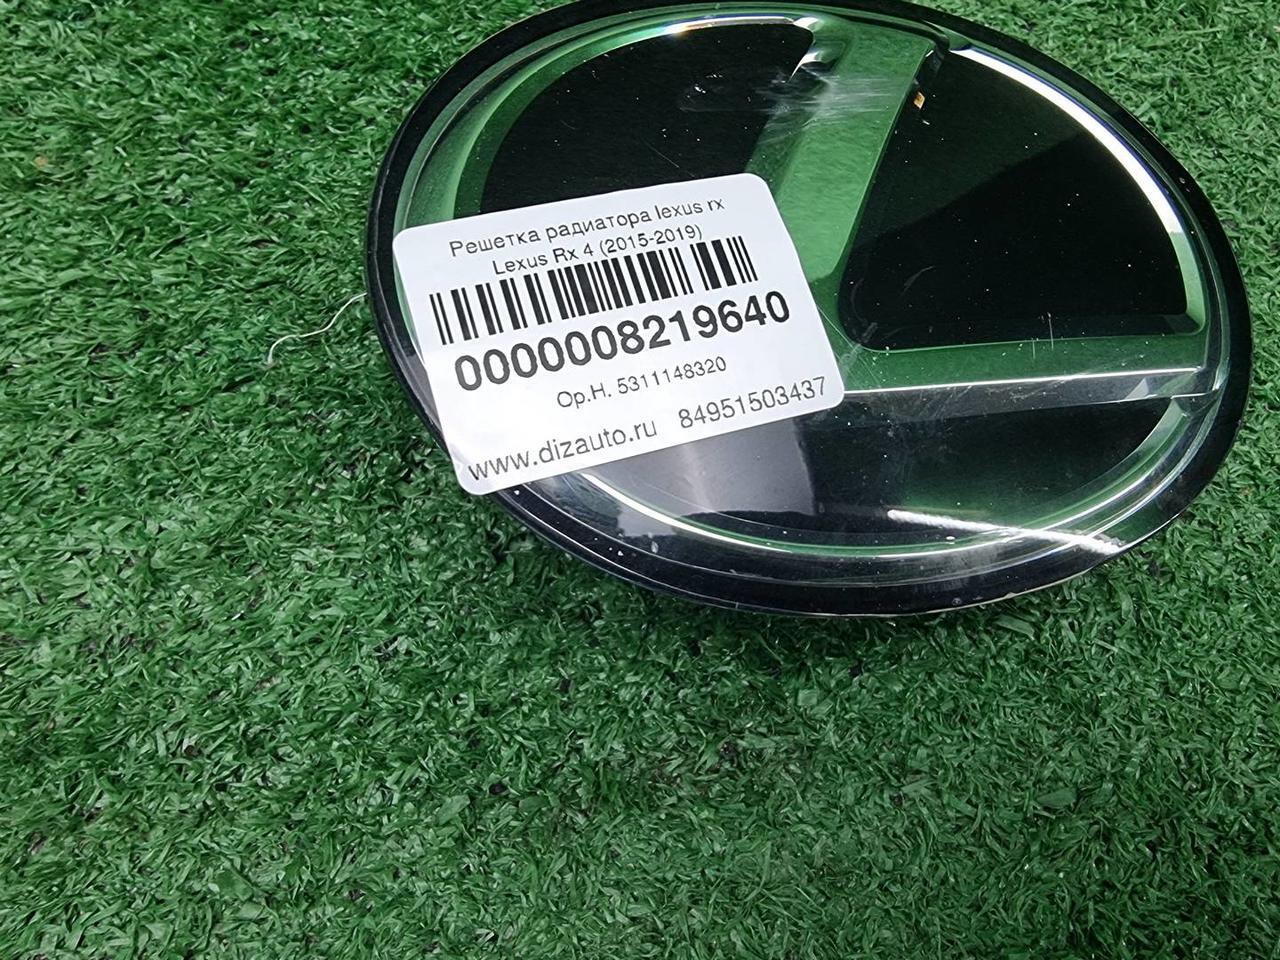 Решетка радиатора lexus rx
Lexus Rx 4 (2015-2019)
0000008219640
Ор.Н. 5311148320
www.dizauto.ru 84951503437